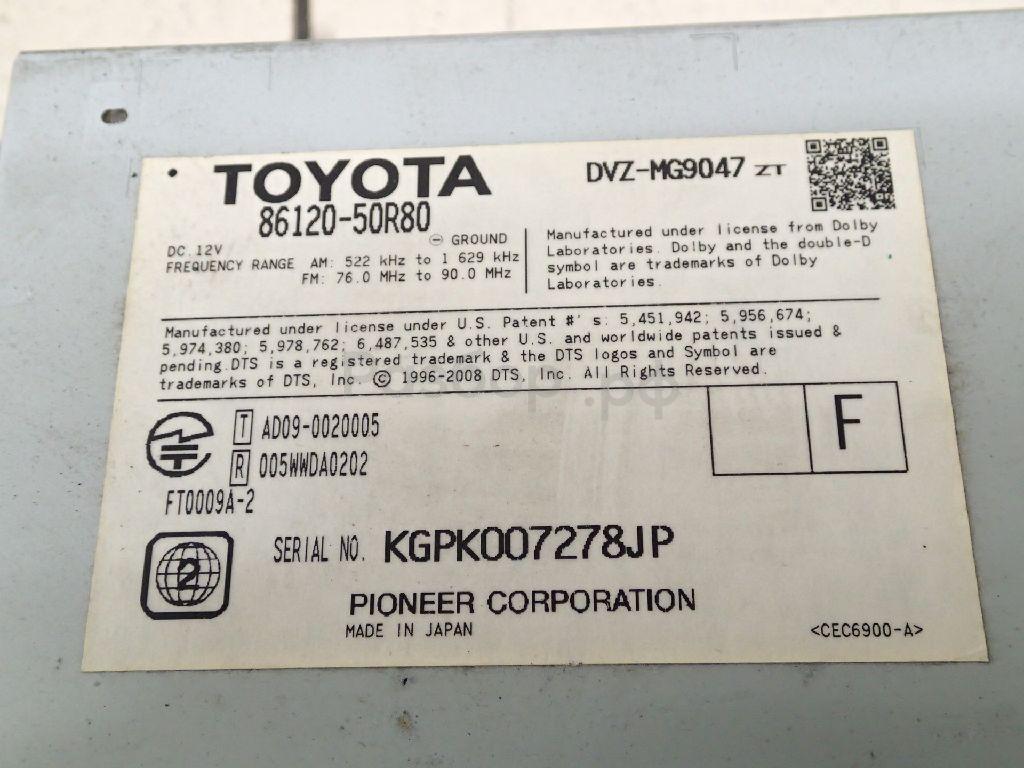 TOYOTA
DVZ-MG9047 ZT
86120-50R80
⊖ GROUND
DC. 12V
FREQUENCY RANGE AM: 522 kHz to 1 629 kHz
FM: 76.0 MHz to 90.0 MHz
Manufactured under license from Dolby
Laboratories. Dolby and the double-D
symbol are trademarks of Dolby
Laboratories.
Manufactured under license under U.S. Patent #'s: 5,451,942; 5,956,674;
5,974,380; 5,978,762; 6,487,535 & other U.S. and worldwide patents issued &
pending. DTS is a registered trademark & the DTS logos and Symbol are
trademarks of DTS, Inc. © 1996-2008 DTS, Inc. All Rights Reserved.
T AD09-0020005
R 005WWDA0202
F
FT0009A-2
2
SERIAL NO. KGPK007278JP
PIONEER CORPORATION
MADE IN JAPAN
<CEC6900-A>